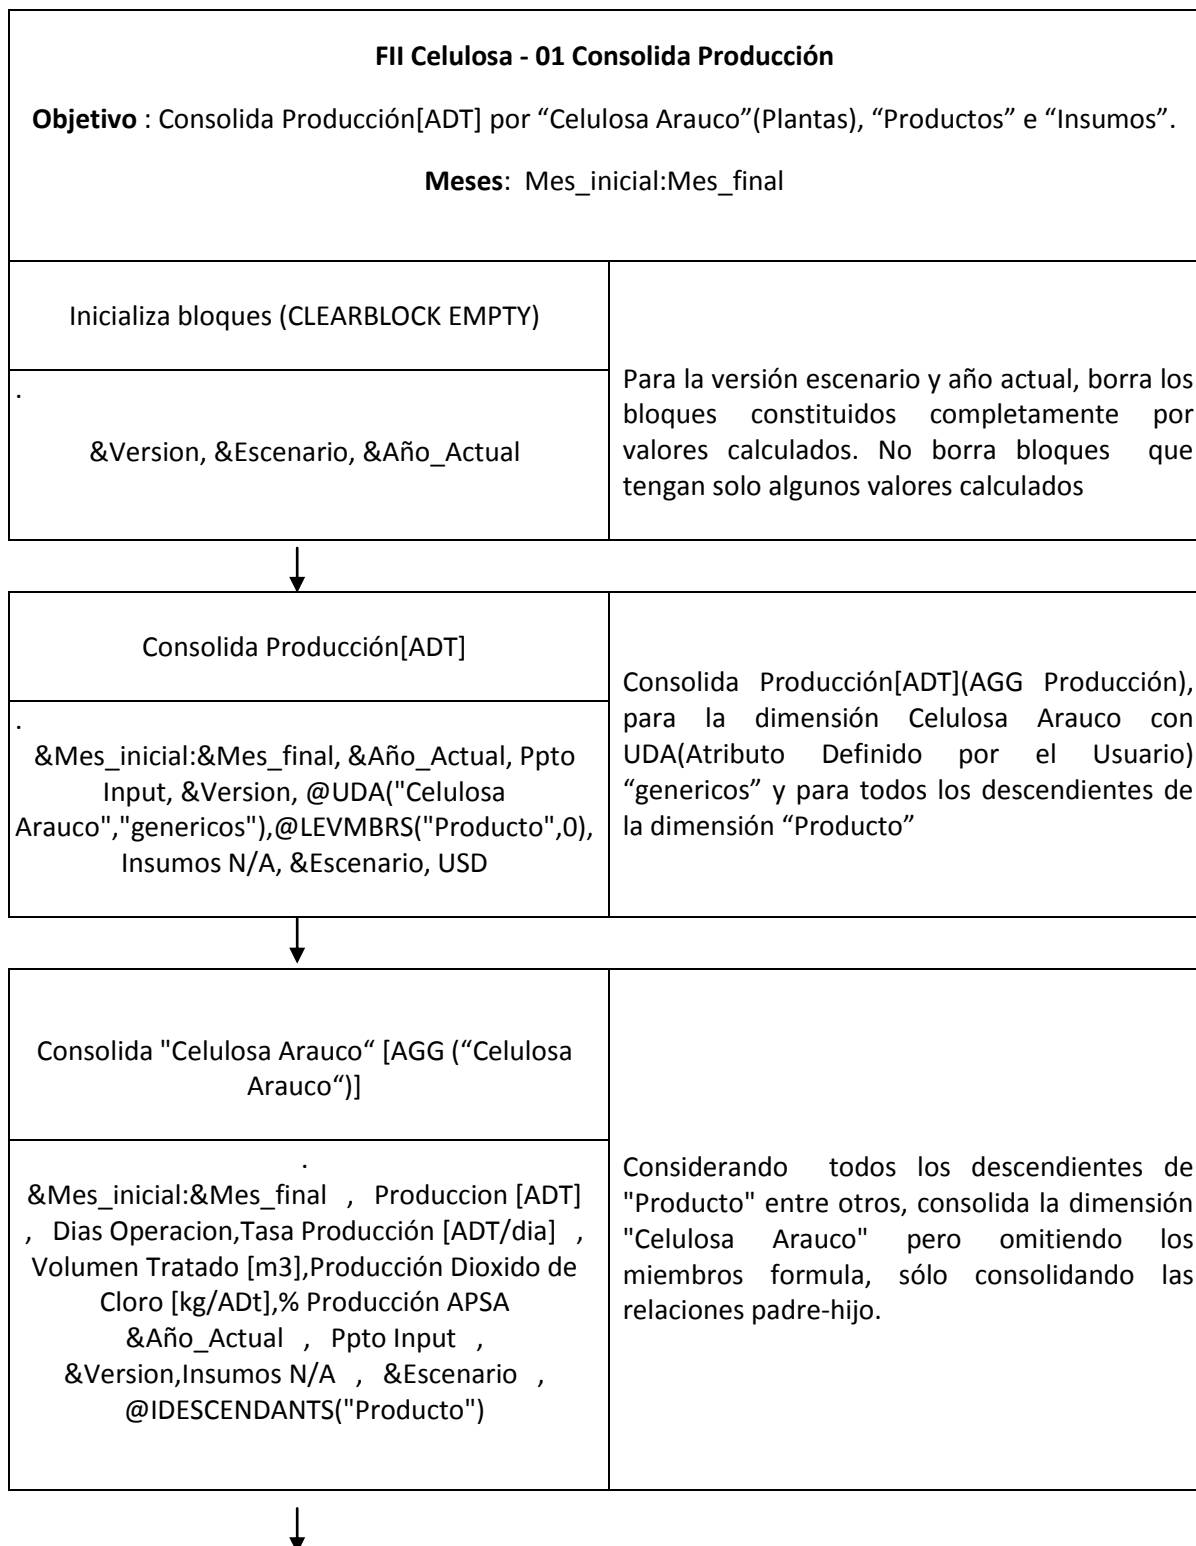 FII Celulosa - 01 Consolida Producción
Objetivo : Consolida Producción[ADT] por “Celulosa Arauco”(Plantas), “Productos” e “Insumos”.
Meses:  Mes_inicial:Mes_final
Inicializa bloques (CLEARBLOCK EMPTY)
.
&Version, &Escenario, &Año_Actual
Para la versión escenario y año actual, borra los
bloques constituidos completamente por
valores calculados. No borra bloques que
tengan solo algunos valores calculados
Consolida Producción[ADT]
.
&Mes_inicial:&Mes_final, &Año_Actual, Ppto
Input, &Version, @UDA("Celulosa
Arauco","genericos"),@LEVMBRS("Producto",0),
Insumos N/A, &Escenario, USD
Consolida Producción[ADT](AGG Producción),
para la dimensión Celulosa Arauco con
UDA(Atributo Definido por el Usuario)
“genericos” y para todos los descendientes de
la dimensión “Producto”
Consolida "Celulosa Arauco“ [AGG (“Celulosa
Arauco“)]
.
&Mes_inicial:&Mes_final , Produccion [ADT]
, Dias Operacion,Tasa Producción [ADT/dia] ,
Volumen Tratado [m3],Producción Dioxido de
Cloro [kg/ADt],% Producción APSA
&Año_Actual , Ppto Input ,
&Version,Insumos N/A , &Escenario ,
@IDESCENDANTS("Producto")
Considerando todos los descendientes de
"Producto" entre otros, consolida la dimensión
"Celulosa Arauco" pero omitiendo los
miembros formula, sólo consolidando las
relaciones padre-hijo.